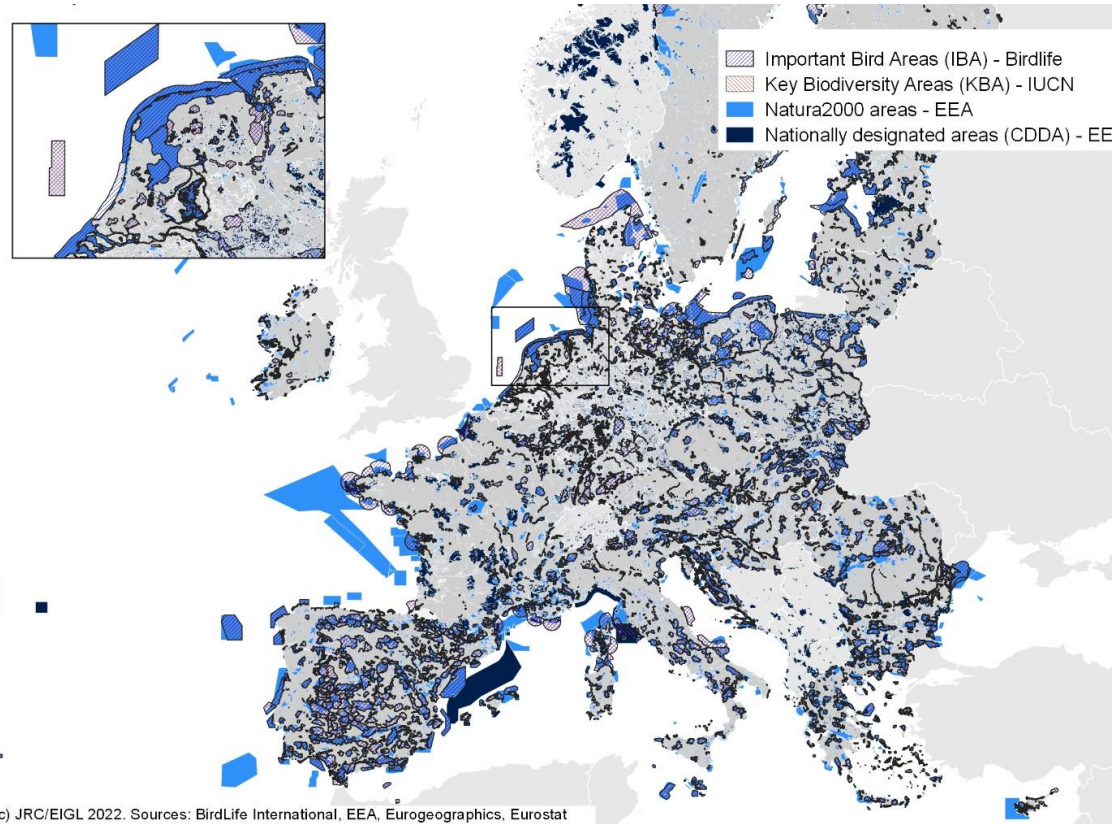 Important Bird Areas (IBA) - Birdlife
Key Biodiversity Areas (KBA) - IUCN
Natura2000 areas - EEA
Nationally designated areas (CDDA) - EE
c) JRC/EIGL 2022. Sources: BirdLife International, EEA, Eurogeographics, Eurostat